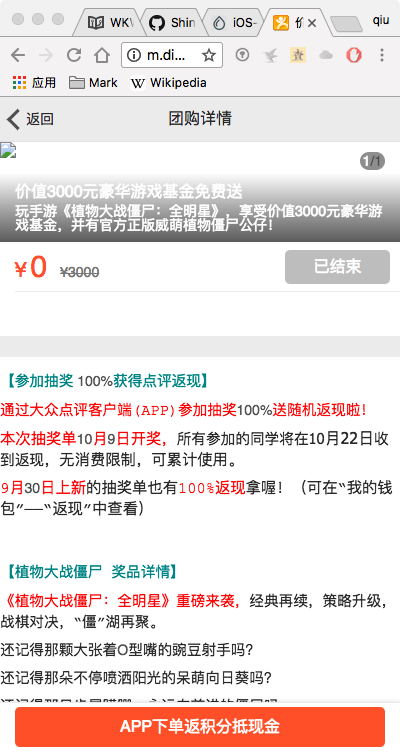 WK
Shin
iOS-
价
qiu
m.di...
应用
Mark
Wikipedia
返回
团购详情
1/1
价值3000元豪华游戏基金免费送
玩手游《植物大战僵尸：全明星》，享受价值3000元豪华游
戏基金，并有官方正版威萌植物僵尸公仔！
¥0 ¥3000
已结束
【参加抽奖 100%获得点评返现】
通过大众点评客户端(APP)参加抽奖100%送随机返现啦！
本次抽奖单10月9日开奖，所有参加的同学将在10月22日收
到返现，无消费限制，可累计使用。
9月30日上新的抽奖单也有100%返现拿喔！（可在“我的钱
包”——“返现”中查看）
【植物大战僵尸 奖品详情】
《植物大战僵尸：全明星》重磅来袭，经典再续，策略升级，
战棋对决，“僵”湖再聚。
还记得那颗大张着O型嘴的豌豆射手吗？
还记得那朵不停喷洒阳光的呆萌向日葵吗？
APP下单返积分抵现金